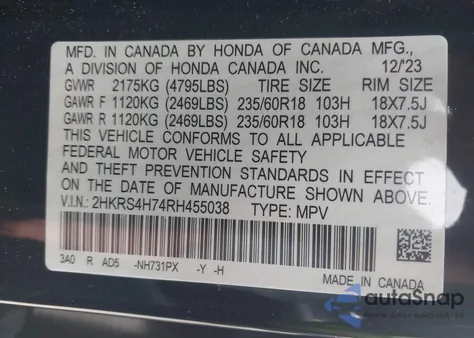 MFD. IN CANADA BY HONDA OF CANADA MFG.,
A DIVISION OF HONDA CANADA INC. 12/'23
GVWR 2175KG (4795LBS) TIRE SIZE RIM SIZE
GAWR F 1120KG (2469LBS) 235/60R18 103H 18X7.5J
GAWR R 1120KG (2469LBS) 235/60R18 103H 18X7.5J
THIS VEHICLE CONFORMS TO ALL APPLICABLE
FEDERAL MOTOR VEHICLE SAFETY
AND THEFT PREVENTION STANDARDS IN EFFECT
ON THE DATE OF MANUFACTURE SHOWN ABOVE.
V.I.N.: 2HKRS4H74RH455038 TYPE: MPV
3A0 R AD5 -NH731PX -Y -H
MADE IN CANADA
autoSnap